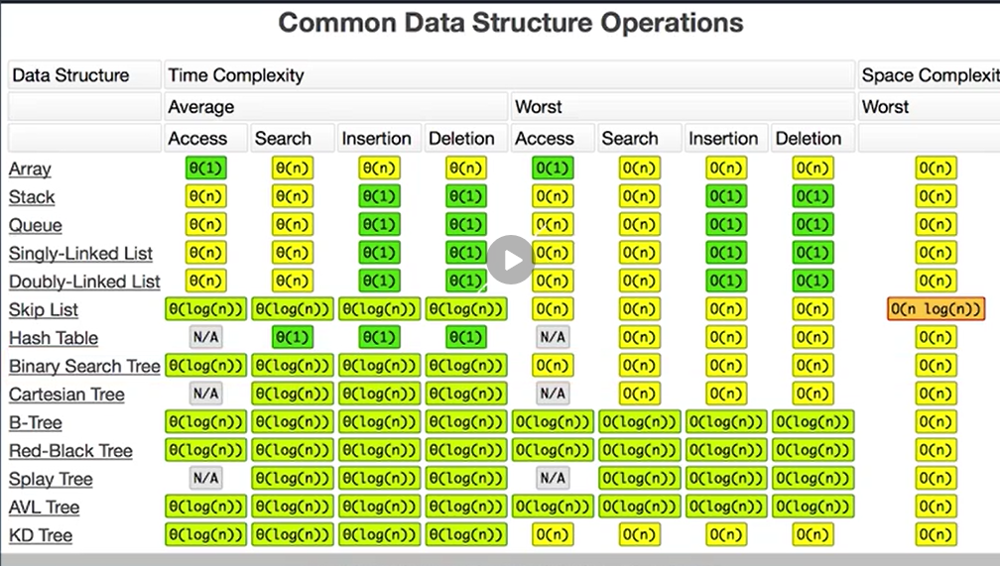 Common Data Structure Operations
Data Structure Time Complexity Space Complexit
Average Worst Worst
Access Search Insertion Deletion Access Search Insertion Deletion
Array θ(1) θ(n) θ(n) θ(n) O(1) O(n) O(n) O(n) O(n)
Stack θ(n) θ(n) θ(1) θ(1) O(n) O(n) O(1) O(1) O(n)
Queue θ(n) θ(n) θ(1) θ(1) O(n) O(n) O(1) O(1) O(n)
Singly-Linked List θ(n) θ(n) θ(1) θ(1) O(n) O(n) O(1) O(1) O(n)
Doubly-Linked List θ(n) θ(n) θ(1) θ(1) O(n) O(n) O(1) O(1) O(n)
Skip List θ(log(n)) θ(log(n)) θ(log(n)) θ(log(n)) O(n) O(n) O(n) O(n) O(n log(n))
Hash Table N/A θ(1) θ(1) θ(1) N/A O(n) O(n) O(n) O(n)
Binary Search Tree θ(log(n)) θ(log(n)) θ(log(n)) θ(log(n)) O(n) O(n) O(n) O(n) O(n)
Cartesian Tree N/A θ(log(n)) θ(log(n)) θ(log(n)) N/A O(n) O(n) O(n) O(n)
B-Tree θ(log(n)) θ(log(n)) θ(log(n)) θ(log(n)) O(log(n)) O(log(n)) O(log(n)) O(log(n)) O(n)
Red-Black Tree θ(log(n)) θ(log(n)) θ(log(n)) θ(log(n)) O(log(n)) O(log(n)) O(log(n)) O(log(n)) O(n)
Splay Tree N/A θ(log(n)) θ(log(n)) θ(log(n)) N/A O(log(n)) O(log(n)) O(log(n)) O(n)
AVL Tree θ(log(n)) θ(log(n)) θ(log(n)) θ(log(n)) O(log(n)) O(log(n)) O(log(n)) O(log(n)) O(n)
KD Tree θ(log(n)) θ(log(n)) θ(log(n)) θ(log(n)) O(n) O(n) O(n) O(n) O(n)